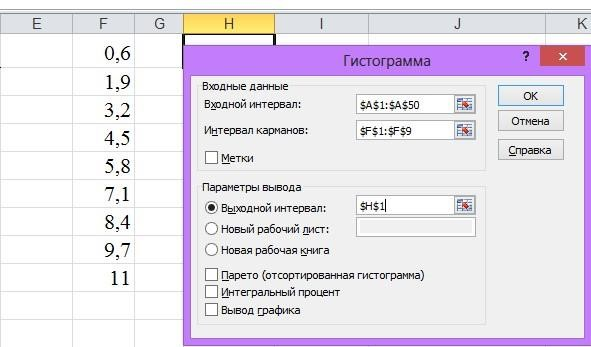 E F G H I J K
0,6
1,9
3,2
4,5
5,8
7,1
8,4
9,7
11
Гистограмма ? ×
Входные данные
Входной интервал: $A$1:$A$50
Интервал карманов: $F$1:$F$9
Метки
ОК
Отмена
Справка
Параметры вывода
Выходной интервал: $H$1
Новый рабочий лист:
Новая рабочая книга
Парето (отсортированная гистограмма)
Интегральный процент
Вывод графика